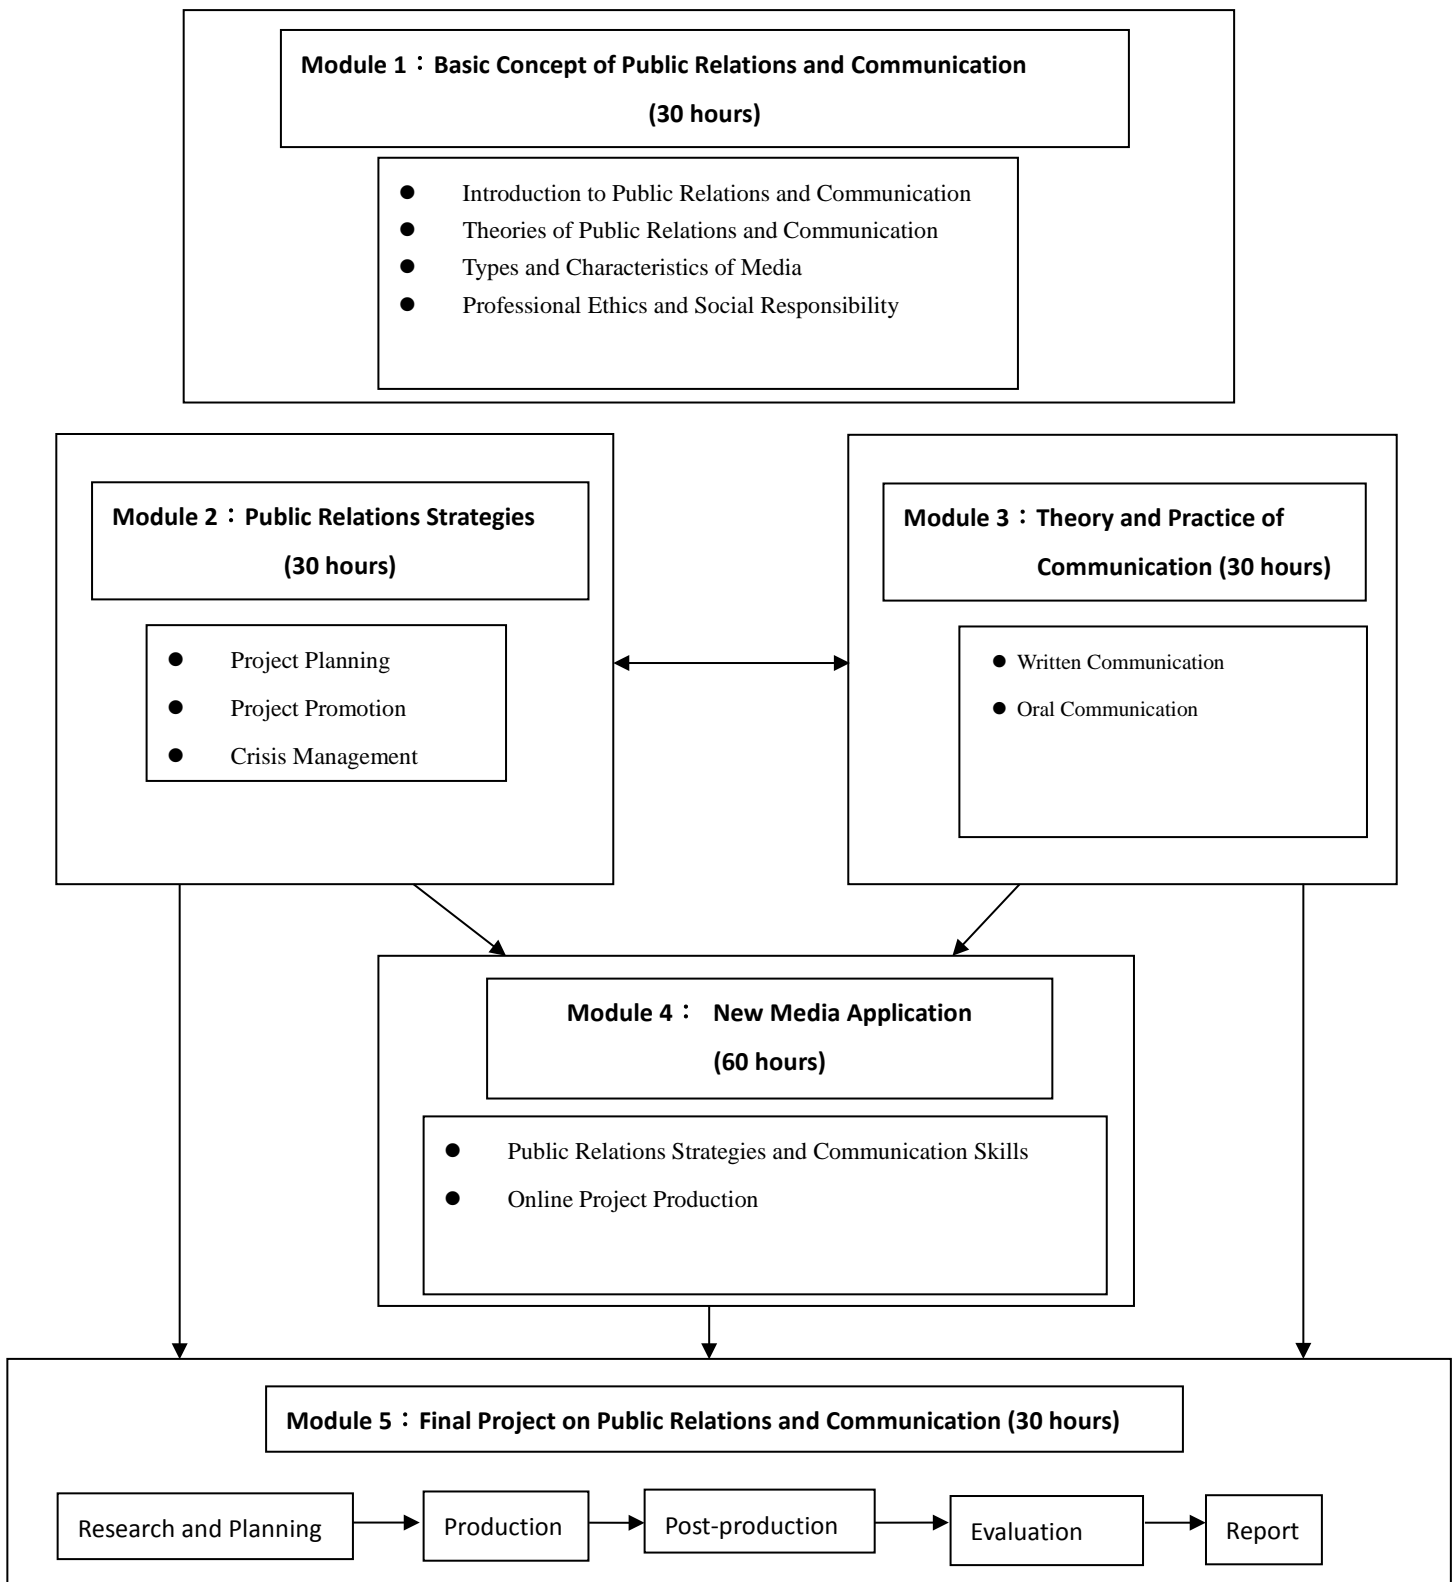 Module 1：Basic Concept of Public Relations and Communication
(30 hours)
● Introduction to Public Relations and Communication
● Theories of Public Relations and Communication
● Types and Characteristics of Media
● Professional Ethics and Social Responsibility
Module 2：Public Relations Strategies
(30 hours)
● Project Planning
● Project Promotion
● Crisis Management
Module 3：Theory and Practice of
Communication (30 hours)
● Written Communication
● Oral Communication
Module 4： New Media Application
(60 hours)
● Public Relations Strategies and Communication Skills
● Online Project Production
Module 5：Final Project on Public Relations and Communication (30 hours)
Research and Planning
Production
Post-production
Evaluation
Report